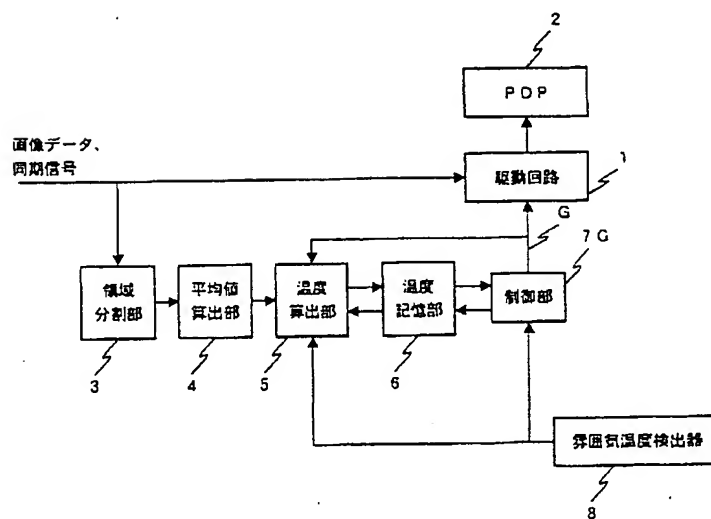 2
PDP
画像データ、
同期信号
駆動回路
1
G
7G
領域
分割部
平均値
算出部
温度
算出部
温度
記憶部
制御部
3
4
5
6
雰囲気温度検出器
8